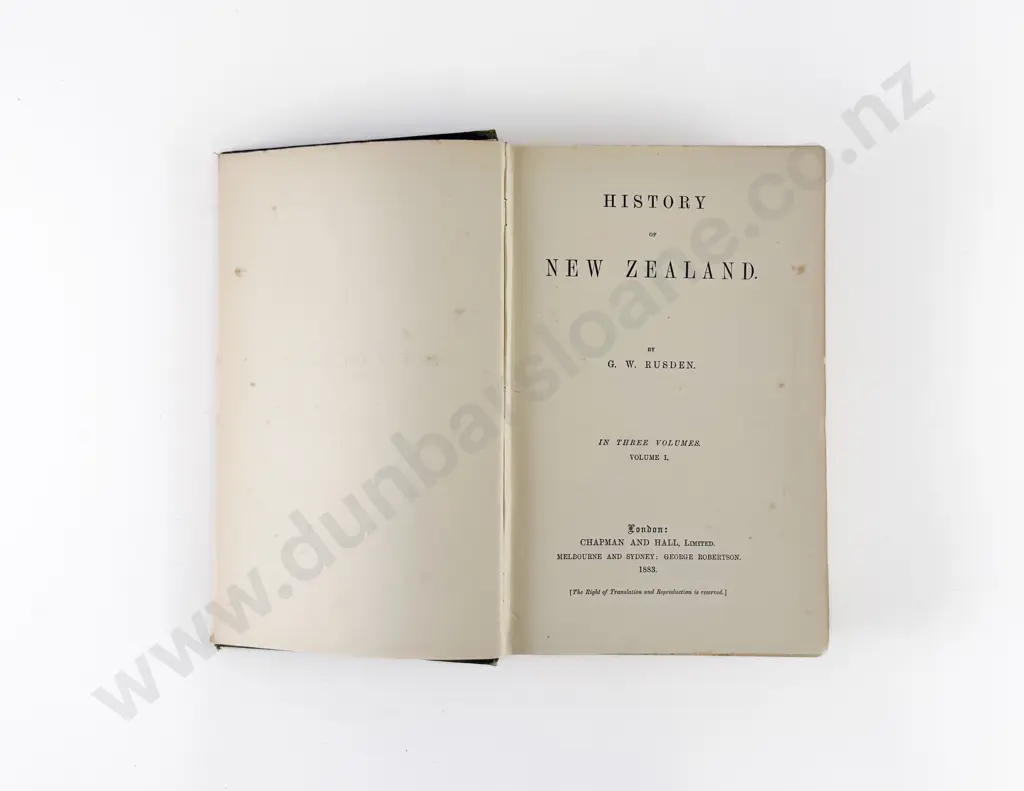 HISTORY
OF
NEW ZEALAND.
BY
G. W. RUSDEN.
IN THREE VOLUMES.
VOLUME I.
London:
CHAPMAN AND HALL, LIMITED.
MELBOURNE AND SYDNEY: GEORGE ROBERTSON.
1883.
[The Right of Translation and Reproduction is reserved.]
www.dunbarsloane.co.nz